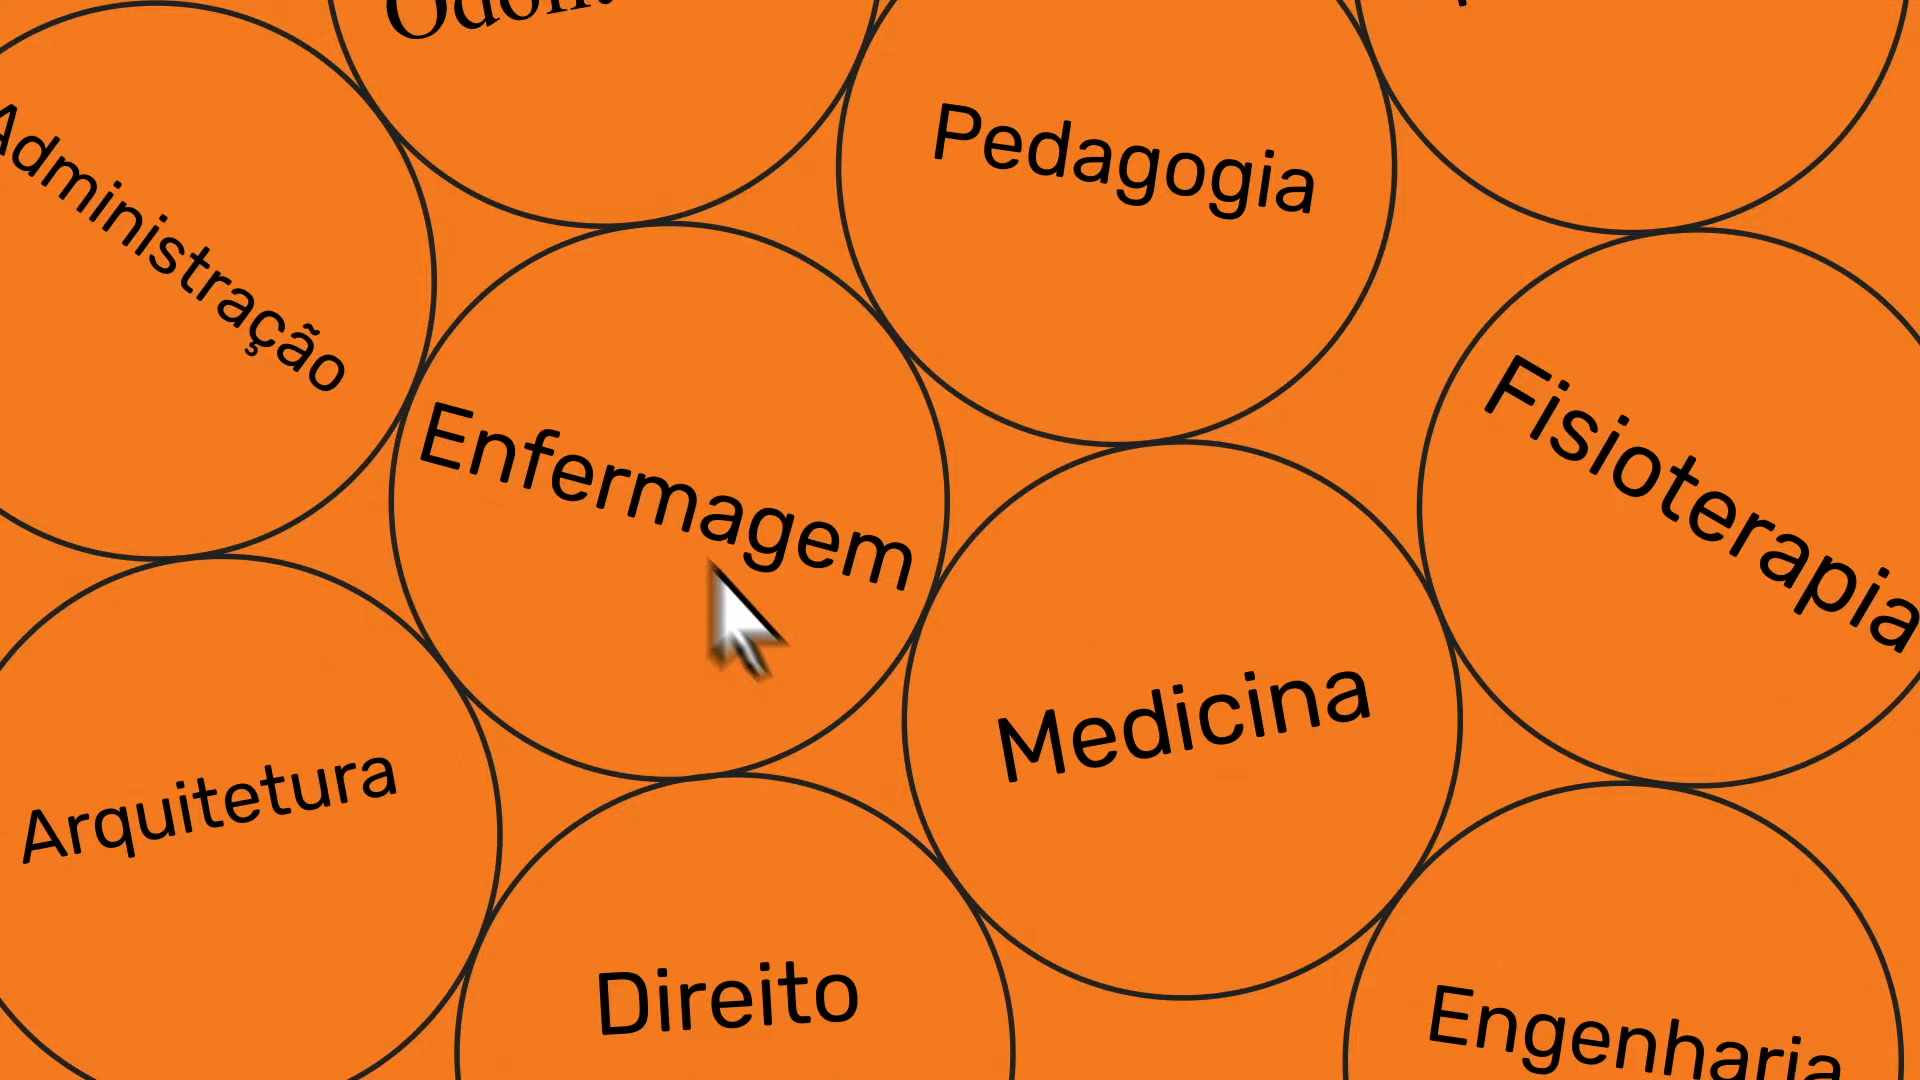 Pedagogia
Administração
Enfermagem
Fisioterapia
Medicina
Arquitetura
Direito
Engenharia